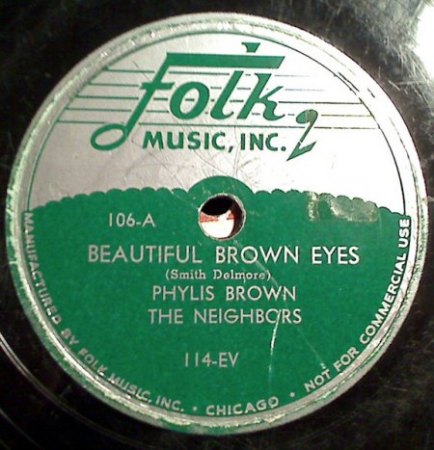 Folk
MUSIC, INC. 2
106-A
BEAUTIFUL BROWN EYES
(Smith Delmore)
PHYLIS BROWN
THE NEIGHBORS
114-EV
MANUFACTURED BY FOLK MUSIC, INC. • CHICAGO • NOT FOR COMMERCIAL USE